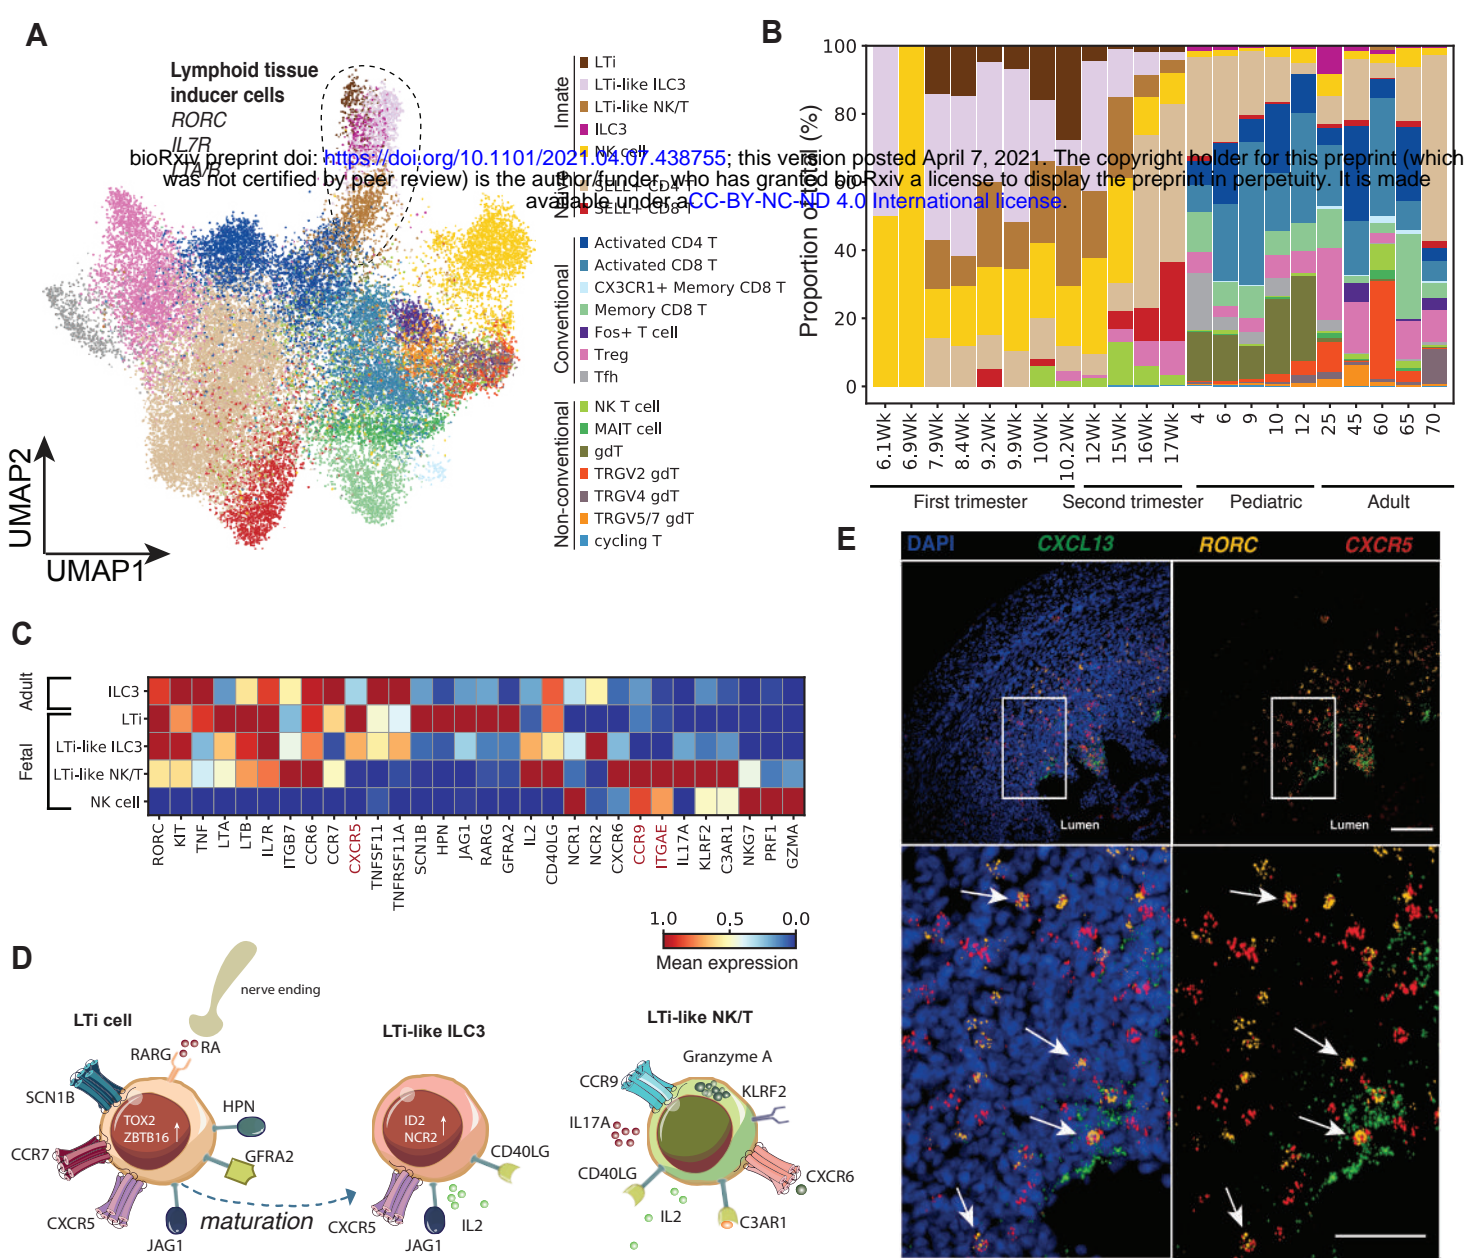 A
Lymphoid tissue
inducer cells
RORC
IL7R
LTA/B
UMAP2
UMAP1
Innate
LTi
LTi-like ILC3
LTi-like NK/T
ILC3
NK cell
SELL+ CD4 T
SELL+ CD8 T
Conventional
Activated CD4 T
Activated CD8 T
CX3CR1+ Memory CD8 T
Memory CD8 T
Fos+ T cell
Treg
Tfh
Non-conventional
NK T cell
MAIT cell
gdT
TRGV2 gdT
TRGV4 gdT
TRGV5/7 gdT
cycling T
bioRxiv preprint doi: https://doi.org/10.1101/2021.04.07.438755; this version posted April 7, 2021. The copyright holder for this preprint (which
was not certified by peer review) is the author/funder, who has granted bioRxiv a license to display the preprint in perpetuity. It is made
available under aCC-BY-NC-ND 4.0 International license.
B
Proportion of total (%)
100
80
60
40
20
0
6.1Wk 6.9Wk 7.9Wk 8.4Wk 9.2Wk 9.9Wk 10Wk 10.2Wk 12Wk 15Wk 16Wk 17Wk 4 6 9 10 12 25 45 60 65 70
First trimester Second trimester Pediatric Adult
C
Adult
Fetal
ILC3
LTi
LTi-like ILC3
LTi-like NK/T
NK cell
RORC KIT TNF LTA LTB IL7R ITGB7 CCR6 CCR7 CXCR5 TNFSF11 TNFRSF11A SCN1B HPN JAG1 RARG GFRA2 IL2 CD40LG NCR1 NCR2 CXCR6 CCR9 ITGAE IL17A KLRF2 C3AR1 NKG7 PRF1 GZMA
1.0 0.5 0.0
Mean expression
D
nerve ending
LTi cell
RARG
RA
SCN1B
TOX2
ZBTB16
HPN
CCR7
GFRA2
CXCR5
JAG1
maturation
LTi-like ILC3
ID2
NCR2
CD40LG
CXCR5
IL2
JAG1
LTi-like NK/T
Granzyme A
CCR9
KLRF2
IL17A
CD40LG
CXCR6
IL2
C3AR1
E
DAPI CXCL13 RORC CXCR5
Lumen
Lumen